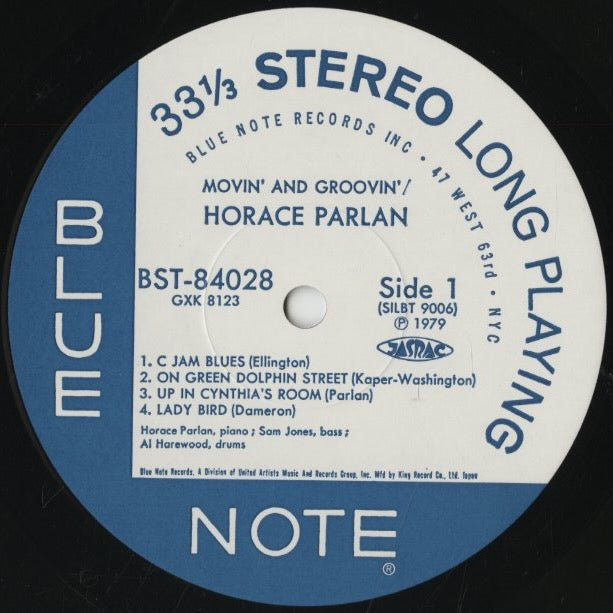 33⅓ STEREO LONG PLAYING
BLUE NOTE RECORDS INC • 47 WEST 63rd • NYC
MOVIN' AND GROOVIN'/
HORACE PARLAN
BLUE
BST-84028
GXK 8123
Side 1
(SILBT 9006)
℗ 1979
JASRAC
1. C JAM BLUES (Ellington)
2. ON GREEN DOLPHIN STREET (Kaper-Washington)
3. UP IN CYNTHIA'S ROOM (Parlan)
4. LADY BIRD (Dameron)
Horace Parlan, piano ; Sam Jones, bass ;
Al Harewood, drums
Blue Note Records, A Division of United Artists Music And Records Group, Inc. Mfd by King Record Co., Ltd. Japan
NOTE ®